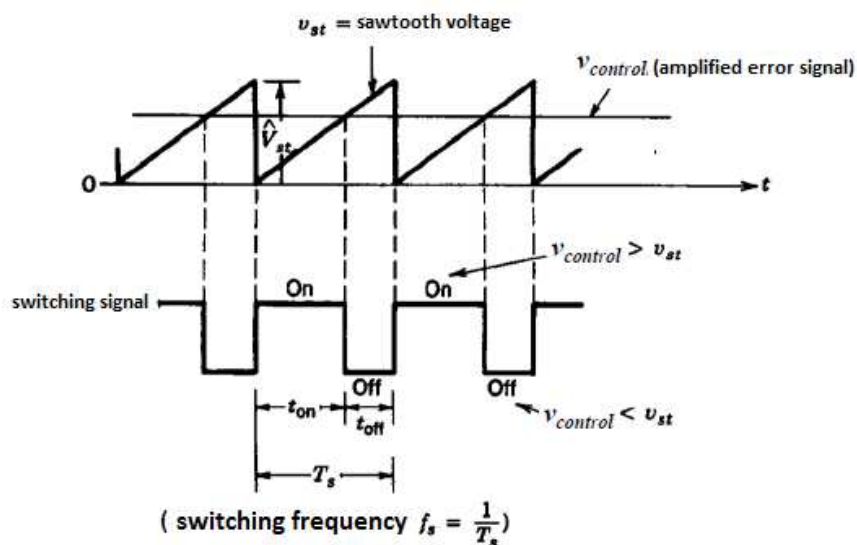 v_st = sawtooth voltage
v_control. (amplified error signal)
V̂_st
0
t
v_control > v_st
switching signal
On
On
Off
Off
t_on
t_off
v_control < v_st
T_s
( switching frequency f_s = 1/T_s)